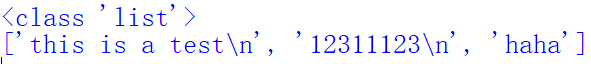 <class 'list'>
['this is a test\n', '12311123\n', 'haha']